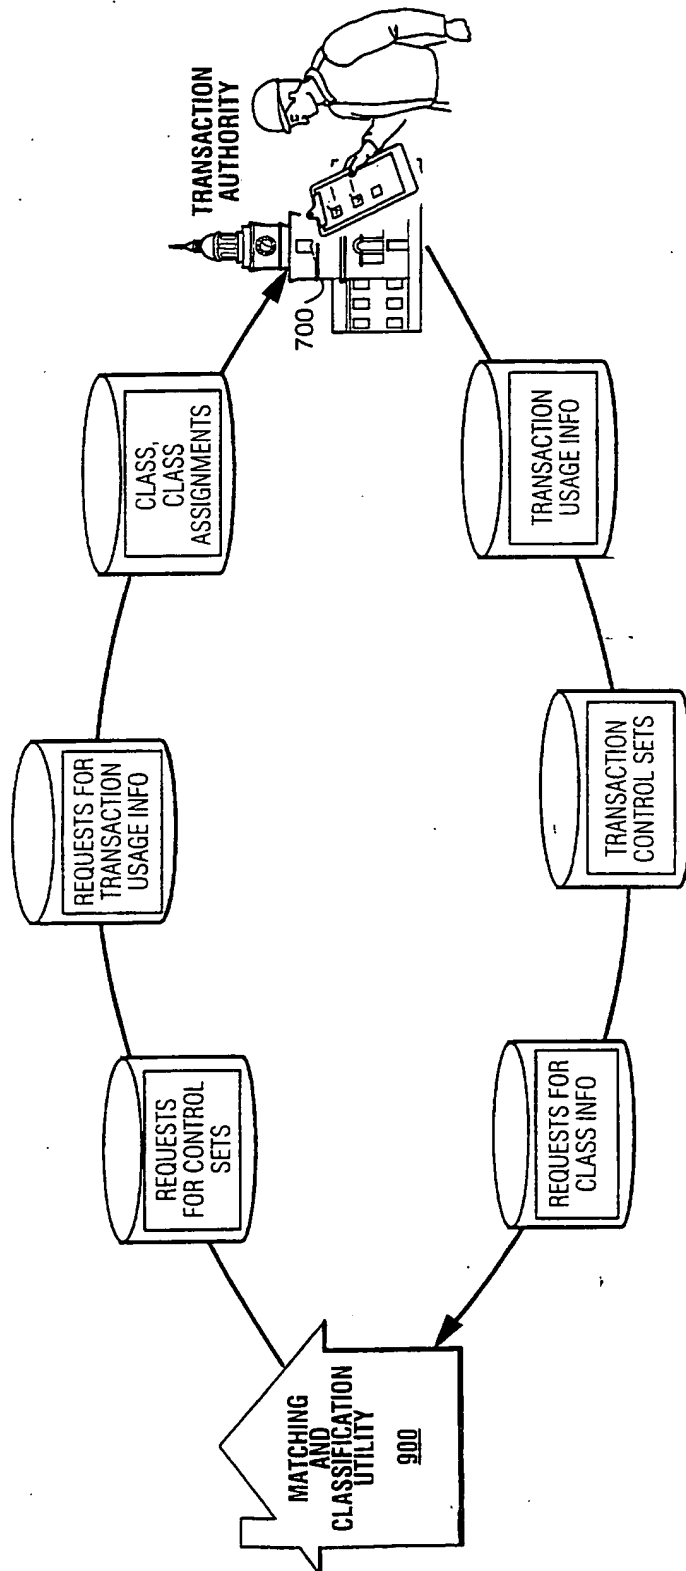 REQUESTS
FOR CONTROL
SETS
REQUESTS FOR
TRANSACTION
USAGE INFO
CLASS,
CLASS
ASSIGNMENTS
TRANSACTION
AUTHORITY
700
MATCHING
AND
CLASSIFICATION
UTILITY
900
REQUESTS FOR
CLASS INFO
TRANSACTION
CONTROL SETS
TRANSACTION
USAGE INFO